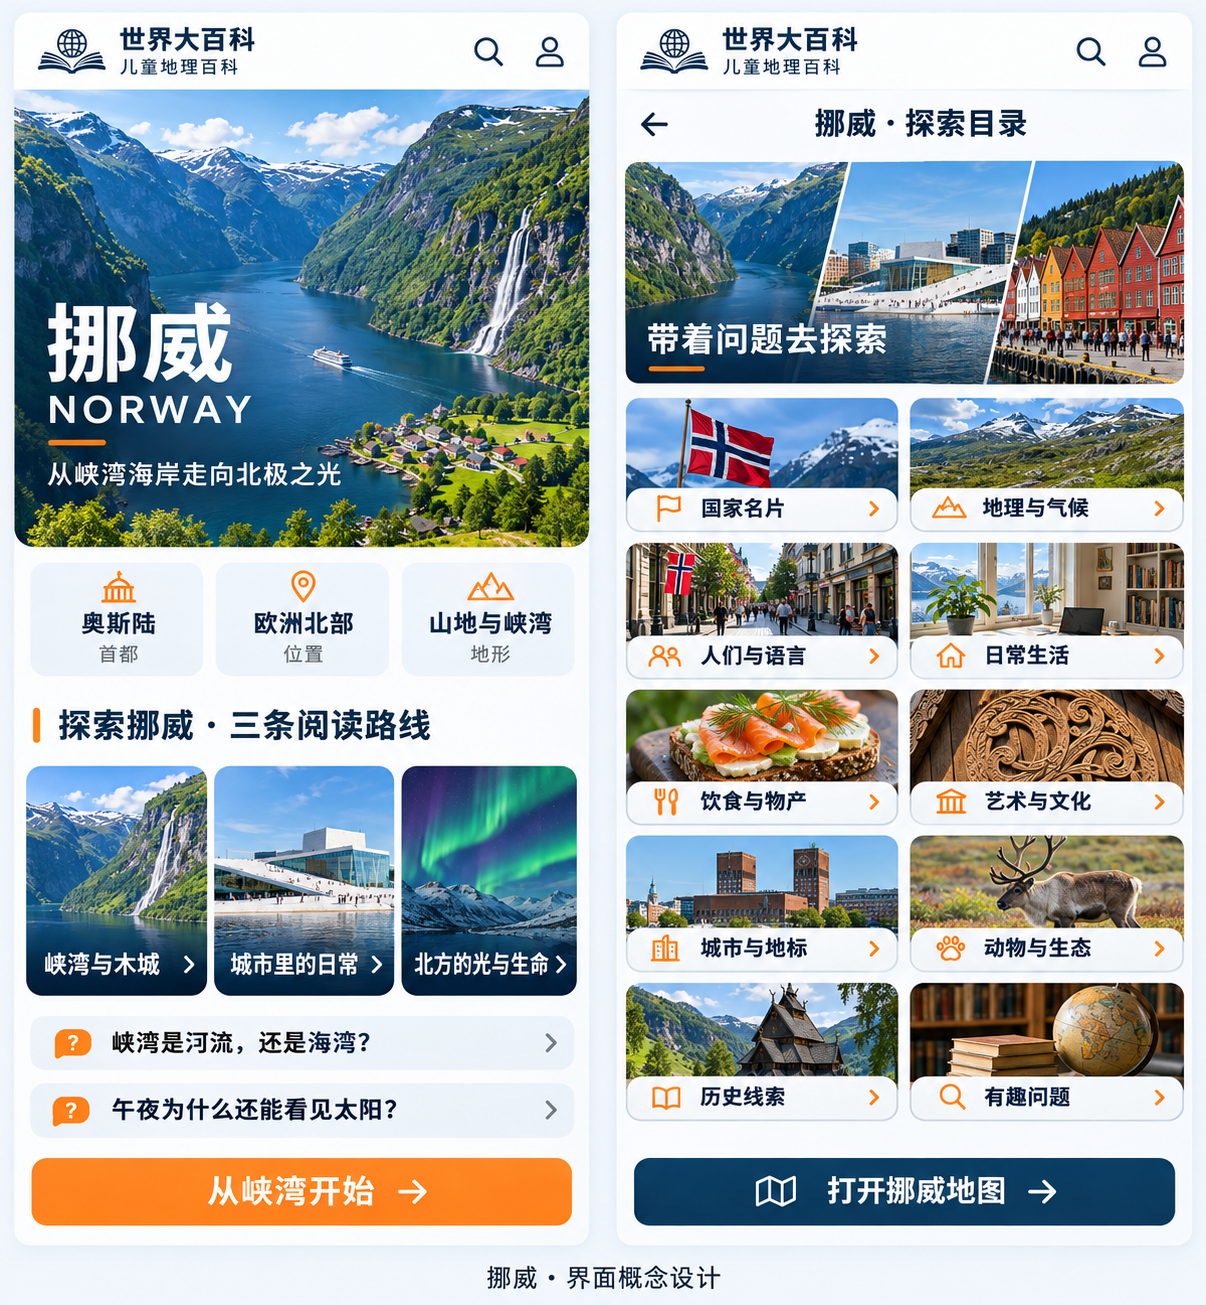 世界大百科
儿童地理百科
挪威
NORWAY
从峡湾海岸走向北极之光
奥斯陆
首都
欧洲北部
位置
山地与峡湾
地形
探索挪威·三条阅读路线
峡湾与木城
城市里的日常
北方的光与生命
峡湾是河流，还是海湾？
午夜为什么还能看见太阳？
从峡湾开始
世界大百科
儿童地理百科
挪威·探索目录
带着问题去探索
国家名片
地理与气候
人们与语言
日常生活
饮食与物产
艺术与文化
城市与地标
动物与生态
历史线索
有趣问题
打开挪威地图
挪威·界面概念设计